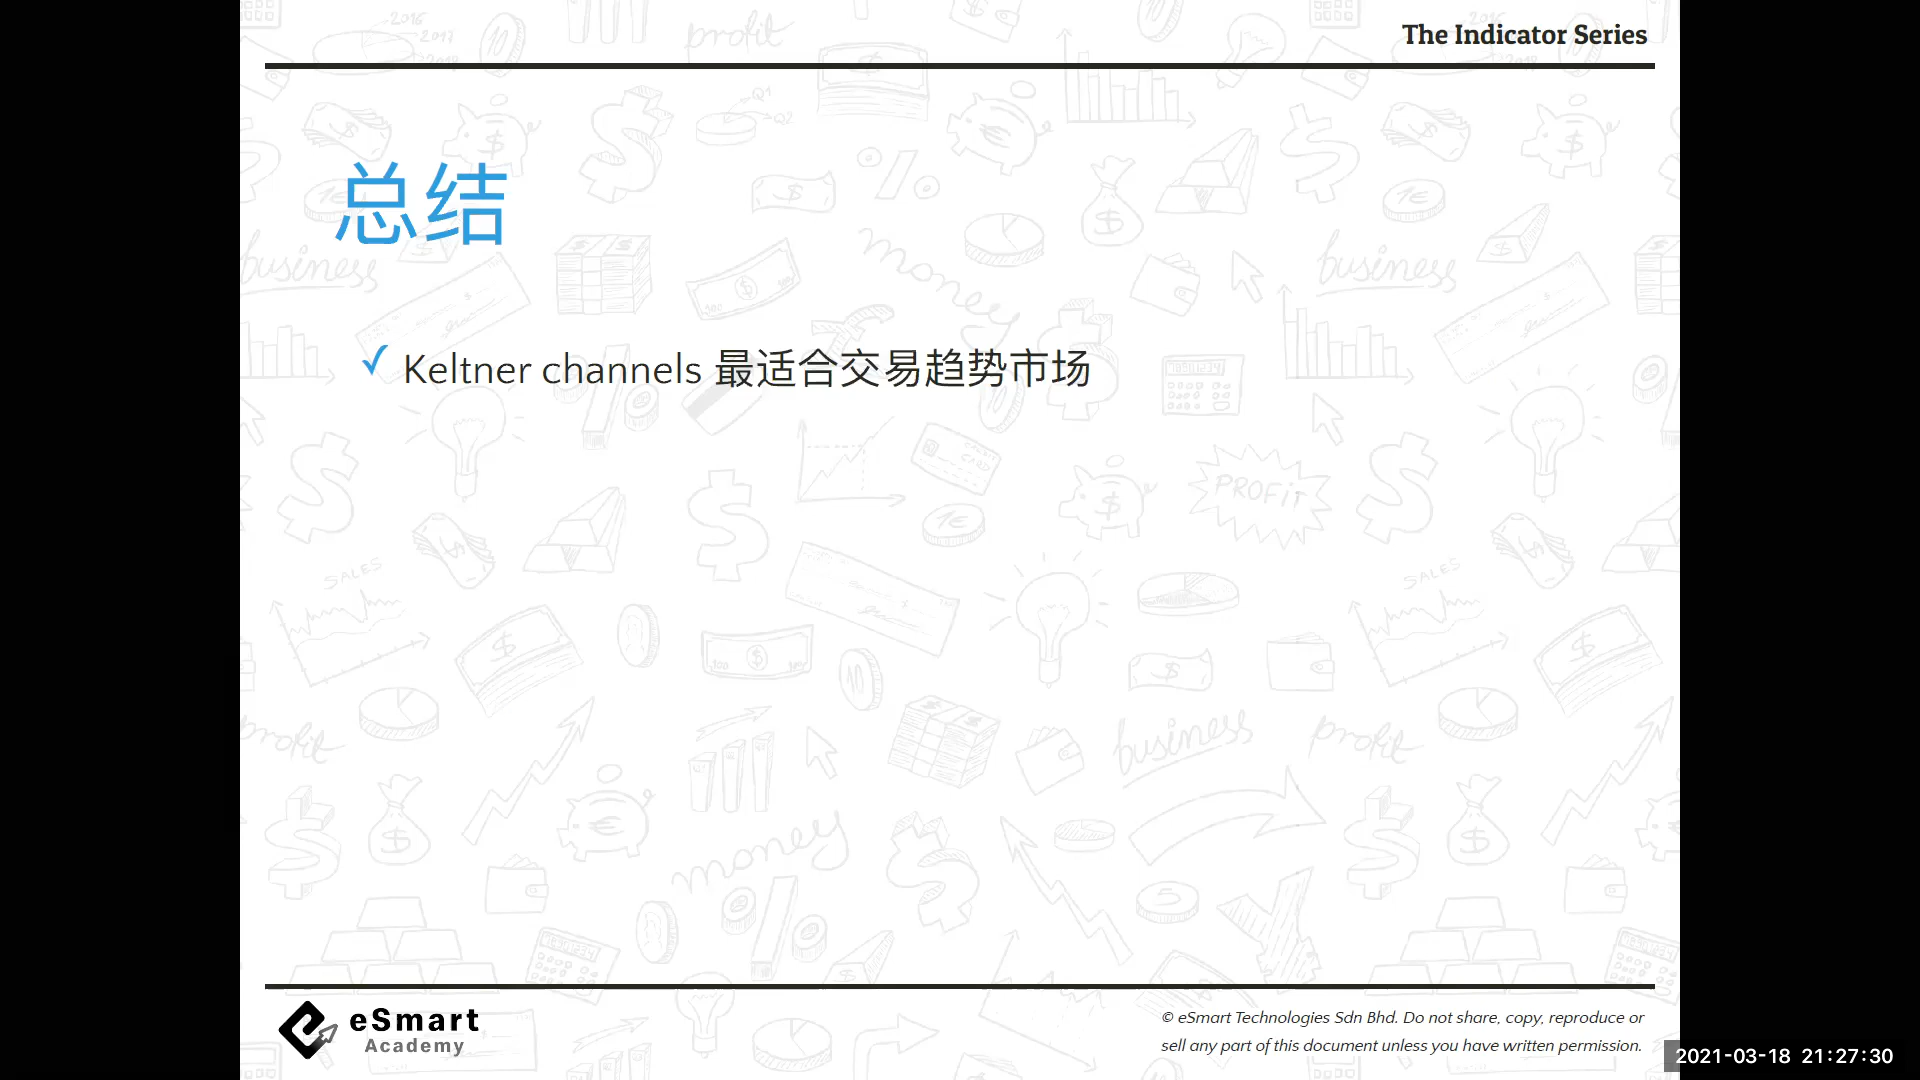 The Indicator Series
总结
✓ Keltner channels 最适合交易趋势市场
eSmart
Academy
© eSmart Technologies Sdn Bhd. Do not share, copy, reproduce or
sell any part of this document unless you have written permission.
2021-03-18 21:27:30